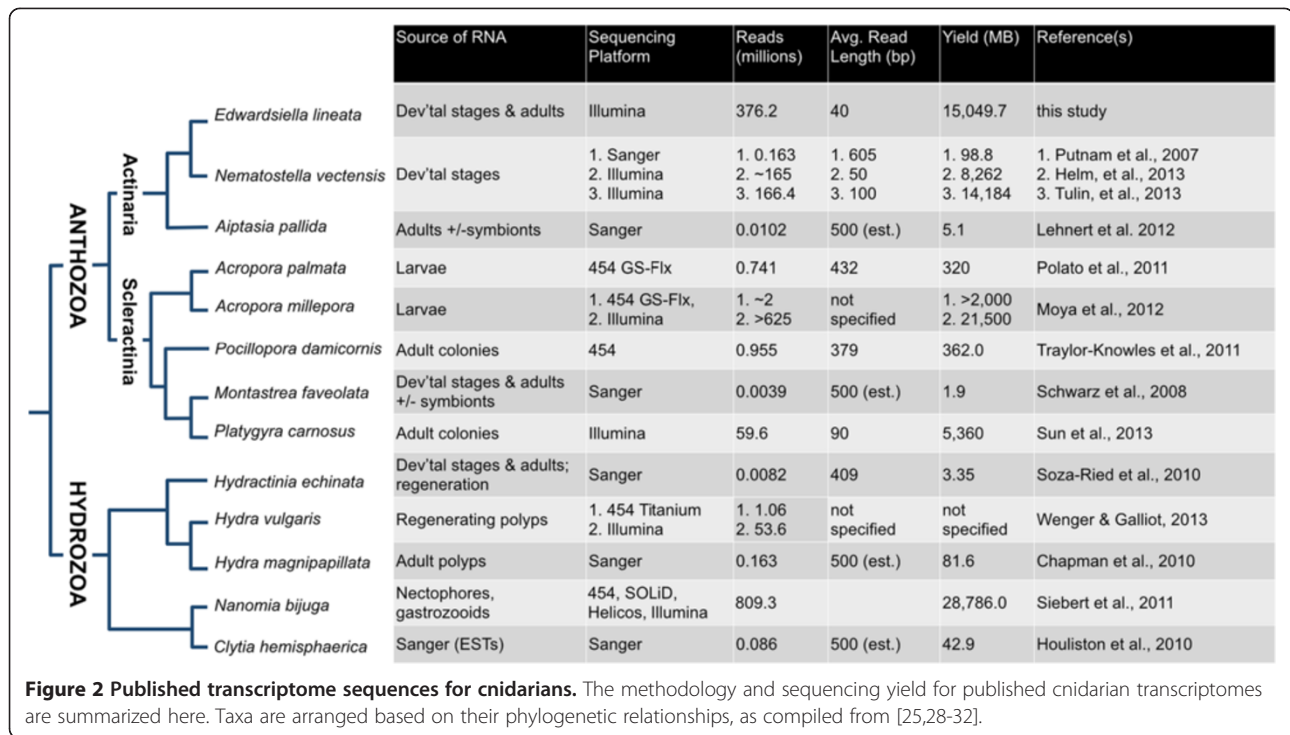 Source of RNA Sequencing Platform Reads (millions) Avg. Read Length (bp) Yield (MB) Reference(s)
ANTHOZOA
Actinaria
Scleractinia
HYDROZOA
Edwardsiella lineata Dev'tal stages & adults Illumina 376.2 40 15,049.7 this study
Nematostella vectensis Dev'tal stages
1. Sanger 1. 0.163 1. 605 1. 98.8 1. Putnam et al., 2007
2. Illumina 2. ~165 2. 50 2. 8,262 2. Helm, et al., 2013
3. Illumina 3. 166.4 3. 100 3. 14,184 3. Tulin, et al., 2013
Aiptasia pallida Adults +/-symbionts Sanger 0.0102 500 (est.) 5.1 Lehnert et al. 2012
Acropora palmata Larvae 454 GS-Flx 0.741 432 320 Polato et al., 2011
Acropora millepora Larvae
1. 454 GS-Flx, 1. ~2 not 1. >2,000 Moya et al., 2012
2. Illumina 2. >625 specified 2. 21,500
Pocillopora damicornis Adult colonies 454 0.955 379 362.0 Traylor-Knowles et al., 2011
Montastrea faveolata Dev'tal stages & adults +/- symbionts Sanger 0.0039 500 (est.) 1.9 Schwarz et al., 2008
Platygyra carnosus Adult colonies Illumina 59.6 90 5,360 Sun et al., 2013
Hydractinia echinata Dev'tal stages & adults; regeneration Sanger 0.0082 409 3.35 Soza-Ried et al., 2010
Hydra vulgaris Regenerating polyps
1. 454 Titanium 1. 1.06 not not Wenger & Galliot, 2013
2. Illumina 2. 53.6 specified specified
Hydra magnipapillata Adult polyps Sanger 0.163 500 (est.) 81.6 Chapman et al., 2010
Nanomia bijuga Nectophores, gastrozooids 454, SOLiD, Helicos, Illumina 809.3 28,786.0 Siebert et al., 2011
Clytia hemisphaerica Sanger (ESTs) Sanger 0.086 500 (est.) 42.9 Houliston et al., 2010
Figure 2 Published transcriptome sequences for cnidarians. The methodology and sequencing yield for published cnidarian transcriptomes
are summarized here. Taxa are arranged based on their phylogenetic relationships, as compiled from [25,28-32].